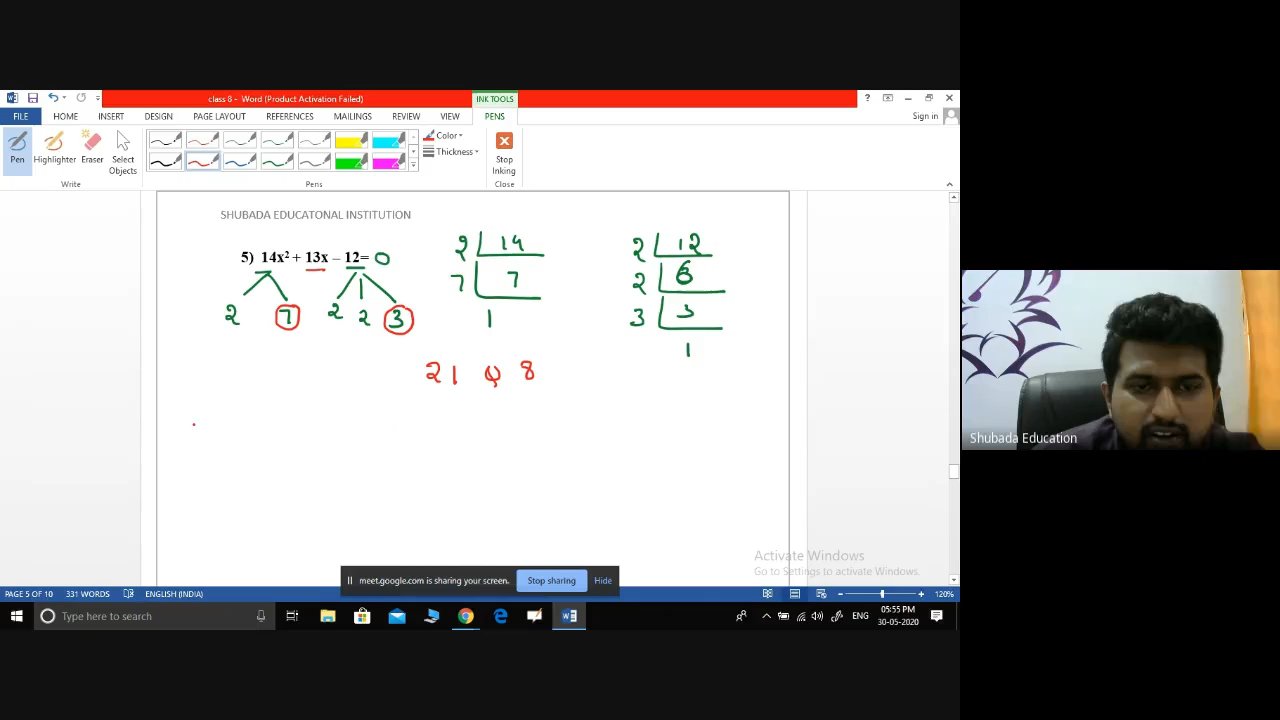 class 8 - Word (Product Activation Failed)
INK TOOLS
Sign in
FILE HOME INSERT DESIGN PAGE LAYOUT REFERENCES MAILINGS REVIEW VIEW PENS
Pen Highlighter Eraser Select Objects
Color
Thickness
Stop Inking
Write Pens Close
SHUBADA EDUCATONAL INSTITUTION
5) 14x² + 13x – 12= 0
2 7 2 2 3
2 14
7 7
1
2 12
2 6
3 3
1
21 & 8
Shubada Education
Activate Windows
Go to Settings to activate Windows.
meet.google.com is sharing your screen. Stop sharing Hide
PAGE 5 OF 10 331 WORDS ENGLISH (INDIA) 120%
Type here to search
ENG
05:55 PM
30-05-2020